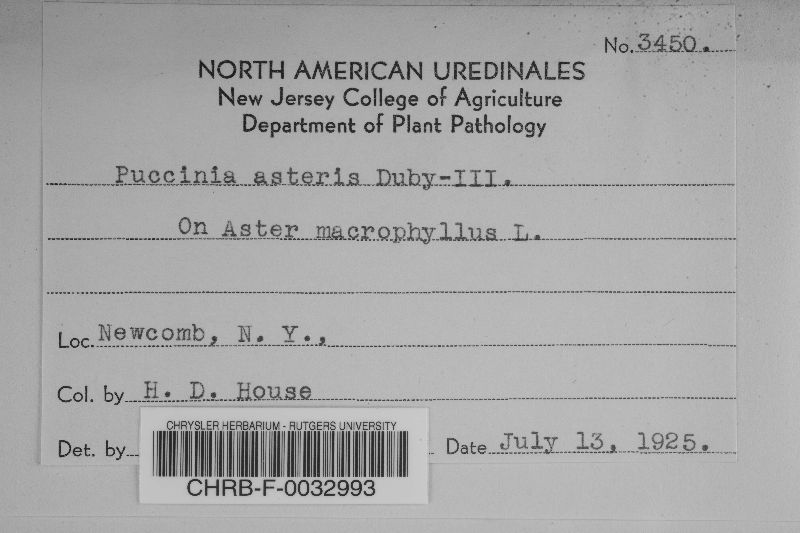 No. 3450.
NORTH AMERICAN UREDINALES
New Jersey College of Agriculture
Department of Plant Pathology
Puccinia asteris Duby-III.
On Aster macrophyllus L.
Loc. Newcomb, N. Y.,
Col. by H. D. House
Det. by
Date July 13, 1925.
CHRYSLER HERBARIUM - RUTGERS UNIVERSITY
CHRB-F-0032993